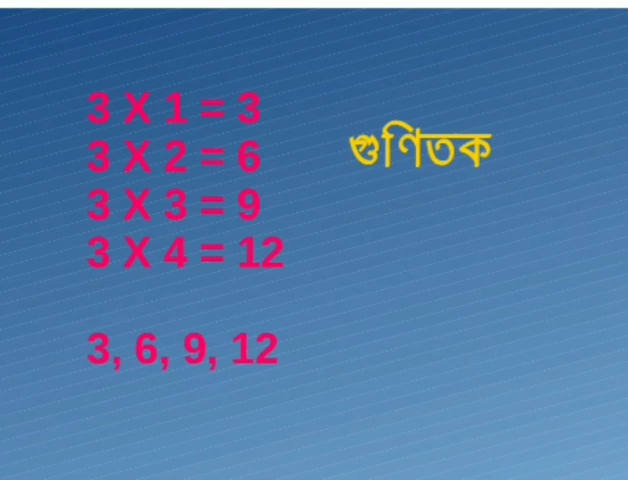 3 X 1 = 3
3 X 2 = 6
গুণিতক
3 X 3 = 9
3 X 4 = 12
3, 6, 9, 12